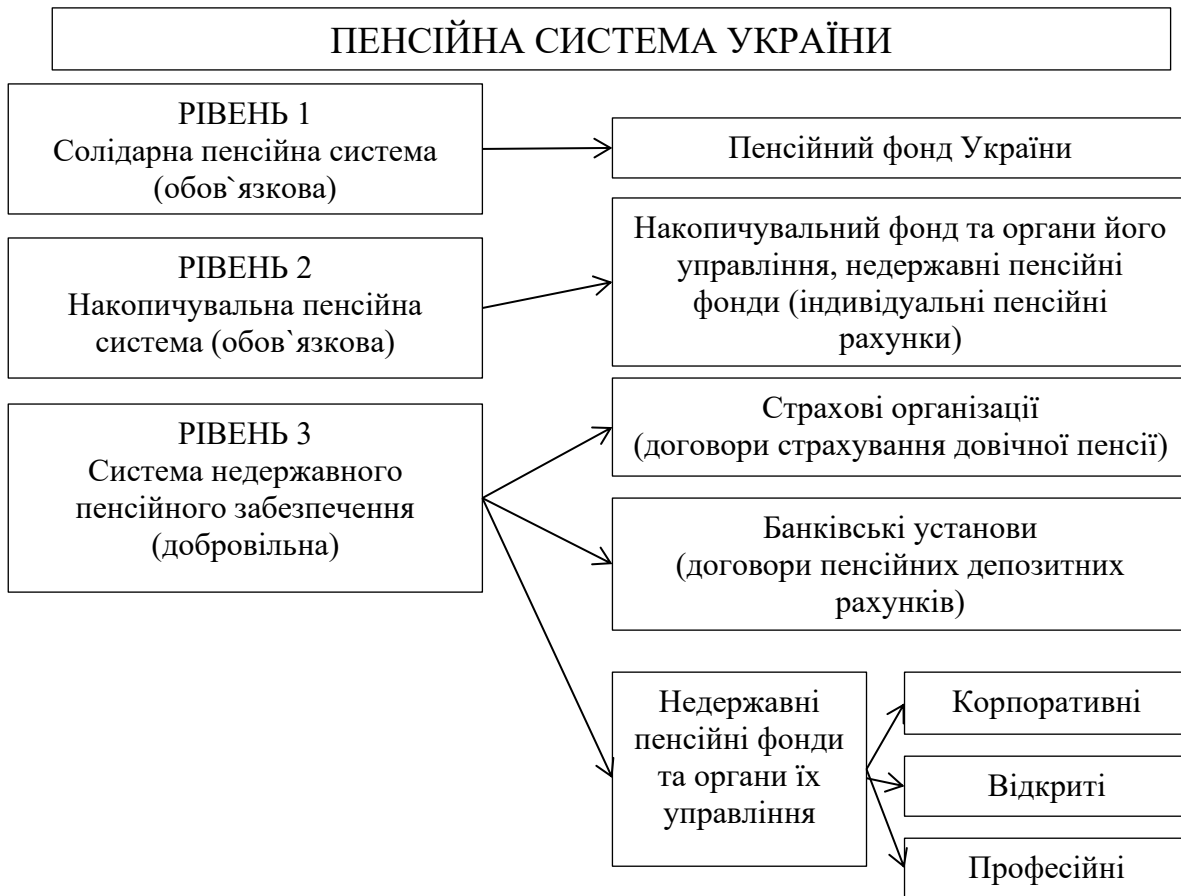 ПЕНСІЙНА СИСТЕМА УКРАЇНИ
РІВЕНЬ 1
Солідарна пенсійна система
(обов`язкова)
Пенсійний фонд України
РІВЕНЬ 2
Накопичувальна пенсійна
система (обов`язкова)
Накопичувальний фонд та органи його
управління, недержавні пенсійні
фонди (індивідуальні пенсійні
рахунки)
РІВЕНЬ 3
Система недержавного
пенсійного забезпечення
(добровільна)
Страхові організації
(договори страхування довічної пенсії)
Банківські установи
(договори пенсійних депозитних
рахунків)
Недержавні
пенсійні фонди
та органи їх
управління
Корпоративні
Відкриті
Професійні